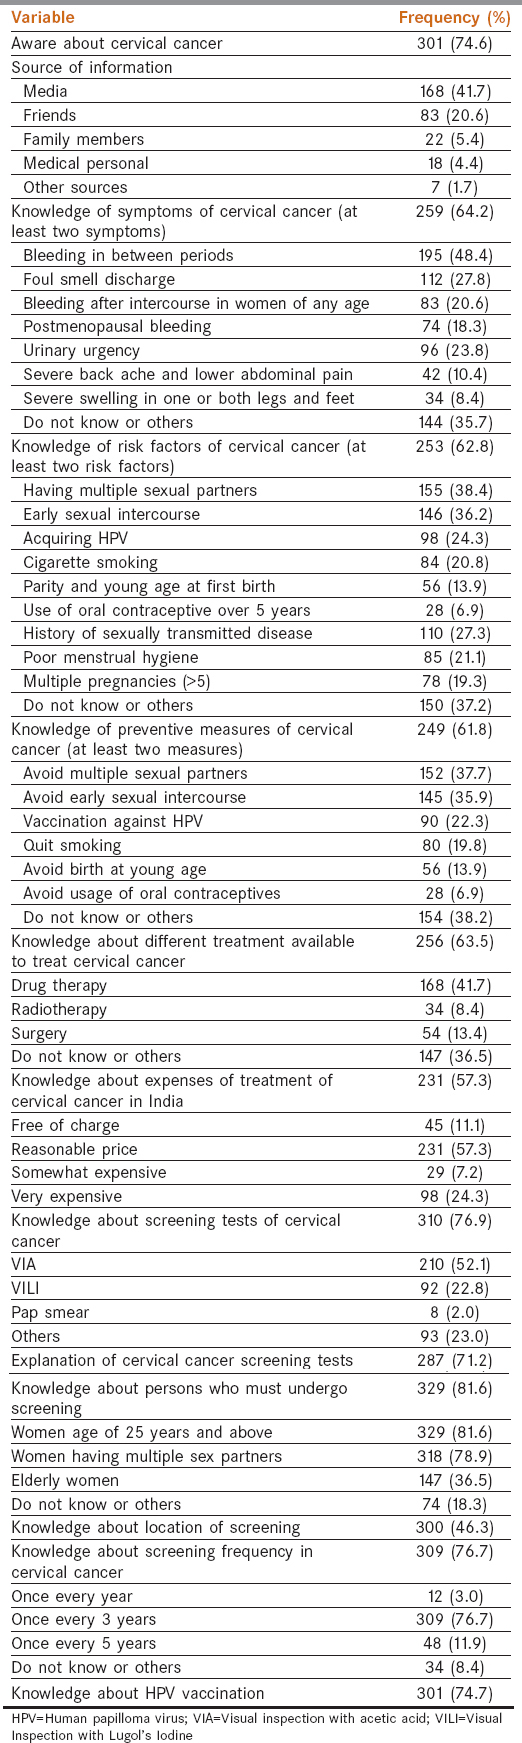 Variable Frequency (%)
Aware about cervical cancer 301 (74.6)
Source of information
Media 168 (41.7)
Friends 83 (20.6)
Family members 22 (5.4)
Medical personal 18 (4.4)
Other sources 7 (1.7)
Knowledge of symptoms of cervical cancer (at 259 (64.2)
least two symptoms)
Bleeding in between periods 195 (48.4)
Foul smell discharge 112 (27.8)
Bleeding after intercourse in women of any age 83 (20.6)
Postmenopausal bleeding 74 (18.3)
Urinary urgency 96 (23.8)
Severe back ache and lower abdominal pain 42 (10.4)
Severe swelling in one or both legs and feet 34 (8.4)
Do not know or others 144 (35.7)
Knowledge of risk factors of cervical cancer (at 253 (62.8)
least two risk factors)
Having multiple sexual partners 155 (38.4)
Early sexual intercourse 146 (36.2)
Acquiring HPV 98 (24.3)
Cigarette smoking 84 (20.8)
Parity and young age at first birth 56 (13.9)
Use of oral contraceptive over 5 years 28 (6.9)
History of sexually transmitted disease 110 (27.3)
Poor menstrual hygiene 85 (21.1)
Multiple pregnancies (>5) 78 (19.3)
Do not know or others 150 (37.2)
Knowledge of preventive measures of cervical 249 (61.8)
cancer (at least two measures)
Avoid multiple sexual partners 152 (37.7)
Avoid early sexual intercourse 145 (35.9)
Vaccination against HPV 90 (22.3)
Quit smoking 80 (19.8)
Avoid birth at young age 56 (13.9)
Avoid usage of oral contraceptives 28 (6.9)
Do not know or others 154 (38.2)
Knowledge about different treatment available 256 (63.5)
to treat cervical cancer
Drug therapy 168 (41.7)
Radiotherapy 34 (8.4)
Surgery 54 (13.4)
Do not know or others 147 (36.5)
Knowledge about expenses of treatment of 231 (57.3)
cervical cancer in India
Free of charge 45 (11.1)
Reasonable price 231 (57.3)
Somewhat expensive 29 (7.2)
Very expensive 98 (24.3)
Knowledge about screening tests of cervical 310 (76.9)
cancer
VIA 210 (52.1)
VILI 92 (22.8)
Pap smear 8 (2.0)
Others 93 (23.0)
Explanation of cervical cancer screening tests 287 (71.2)
Knowledge about persons who must undergo 329 (81.6)
screening
Women age of 25 years and above 329 (81.6)
Women having multiple sex partners 318 (78.9)
Elderly women 147 (36.5)
Do not know or others 74 (18.3)
Knowledge about location of screening 300 (46.3)
Knowledge about screening frequency in 309 (76.7)
cervical cancer
Once every year 12 (3.0)
Once every 3 years 309 (76.7)
Once every 5 years 48 (11.9)
Do not know or others 34 (8.4)
Knowledge about HPV vaccination 301 (74.7)
HPV=Human papilloma virus; VIA=Visual inspection with acetic acid; VILI=Visual
Inspection with Lugol's Iodine